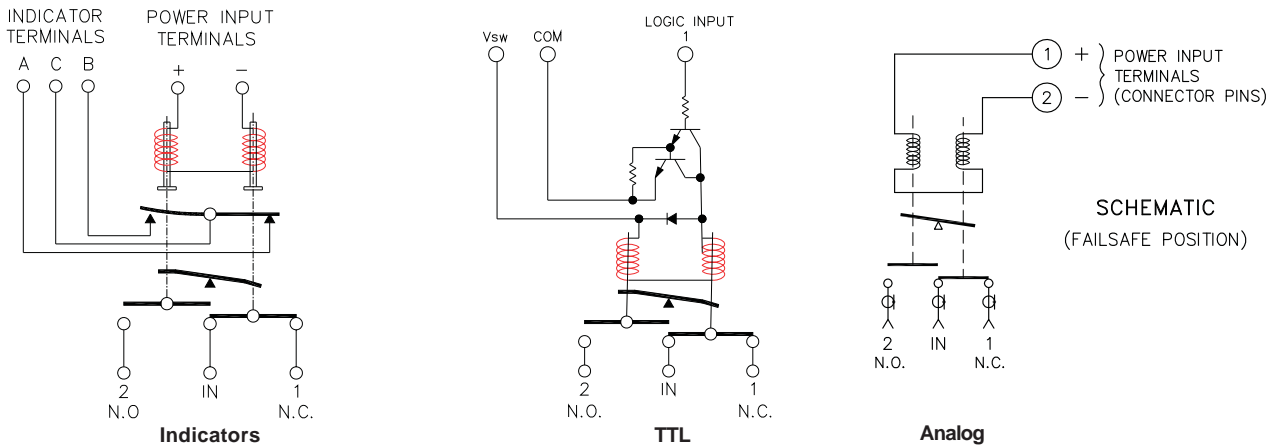 INDICATOR
TERMINALS
A C B
POWER INPUT
TERMINALS
+ −
2
N.O
IN
1
N.C.
Indicators
Vsw
COM
LOGIC INPUT
1
2
N.O.
IN
1
N.C.
TTL
1 +
2 −
POWER INPUT
TERMINALS
(CONNECTOR PINS)
SCHEMATIC
(FAILSAFE POSITION)
2
N.O.
IN
1
N.C.
Analog